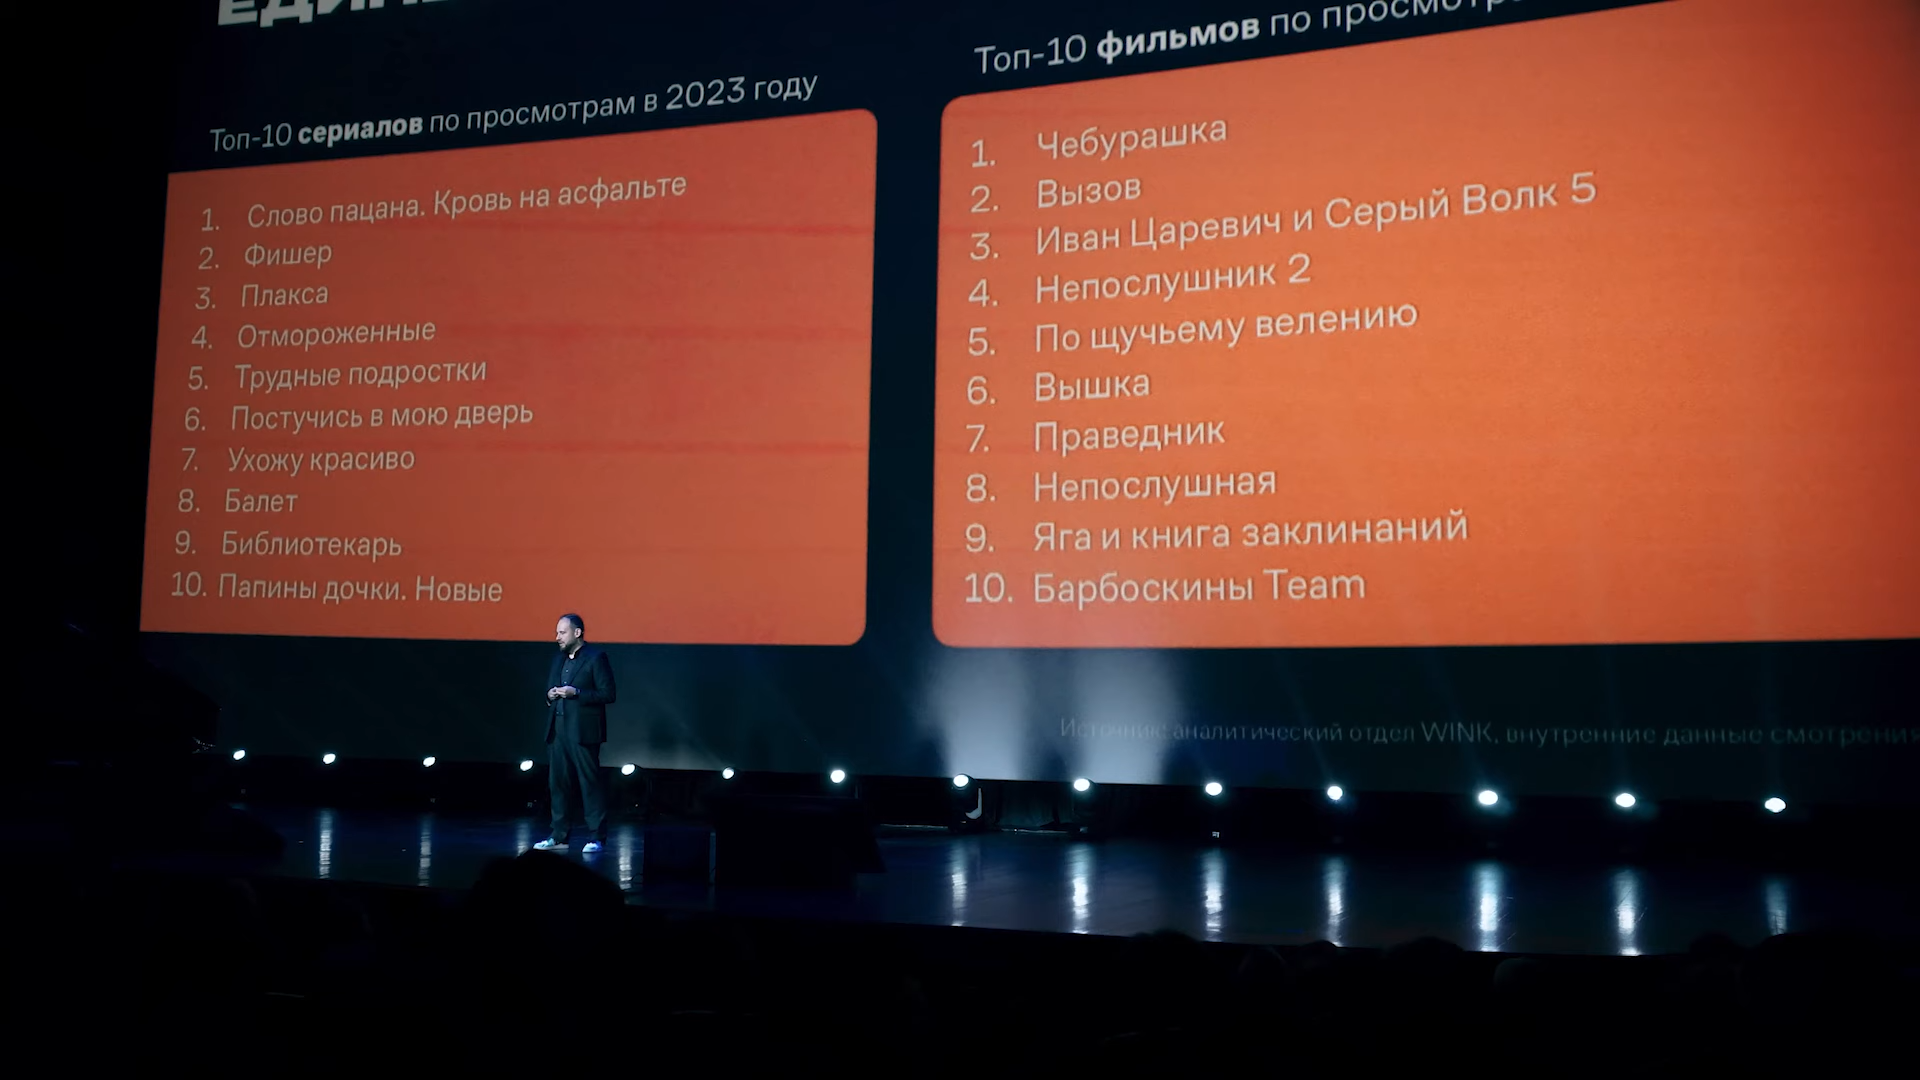 Топ-10 сериалов по просмотрам в 2023 году
1. Слово пацана. Кровь на асфальте
2. Фишер
3. Плакса
4. Отмороженные
5. Трудные подростки
6. Постучись в мою дверь
7. Ухожу красиво
8. Балет
9. Библиотекарь
10. Папины дочки. Новые
Топ-10 фильмов по
1. Чебурашка
2. Вызов
3. Иван Царевич и Серый Волк 5
4. Непослушник 2
5. По щучьему велению
6. Вышка
7. Праведник
8. Непослушная
9. Яга и книга заклинаний
10. Барбоскины Team
Источник: аналитический отдел WINK, внутренние данные смотрения